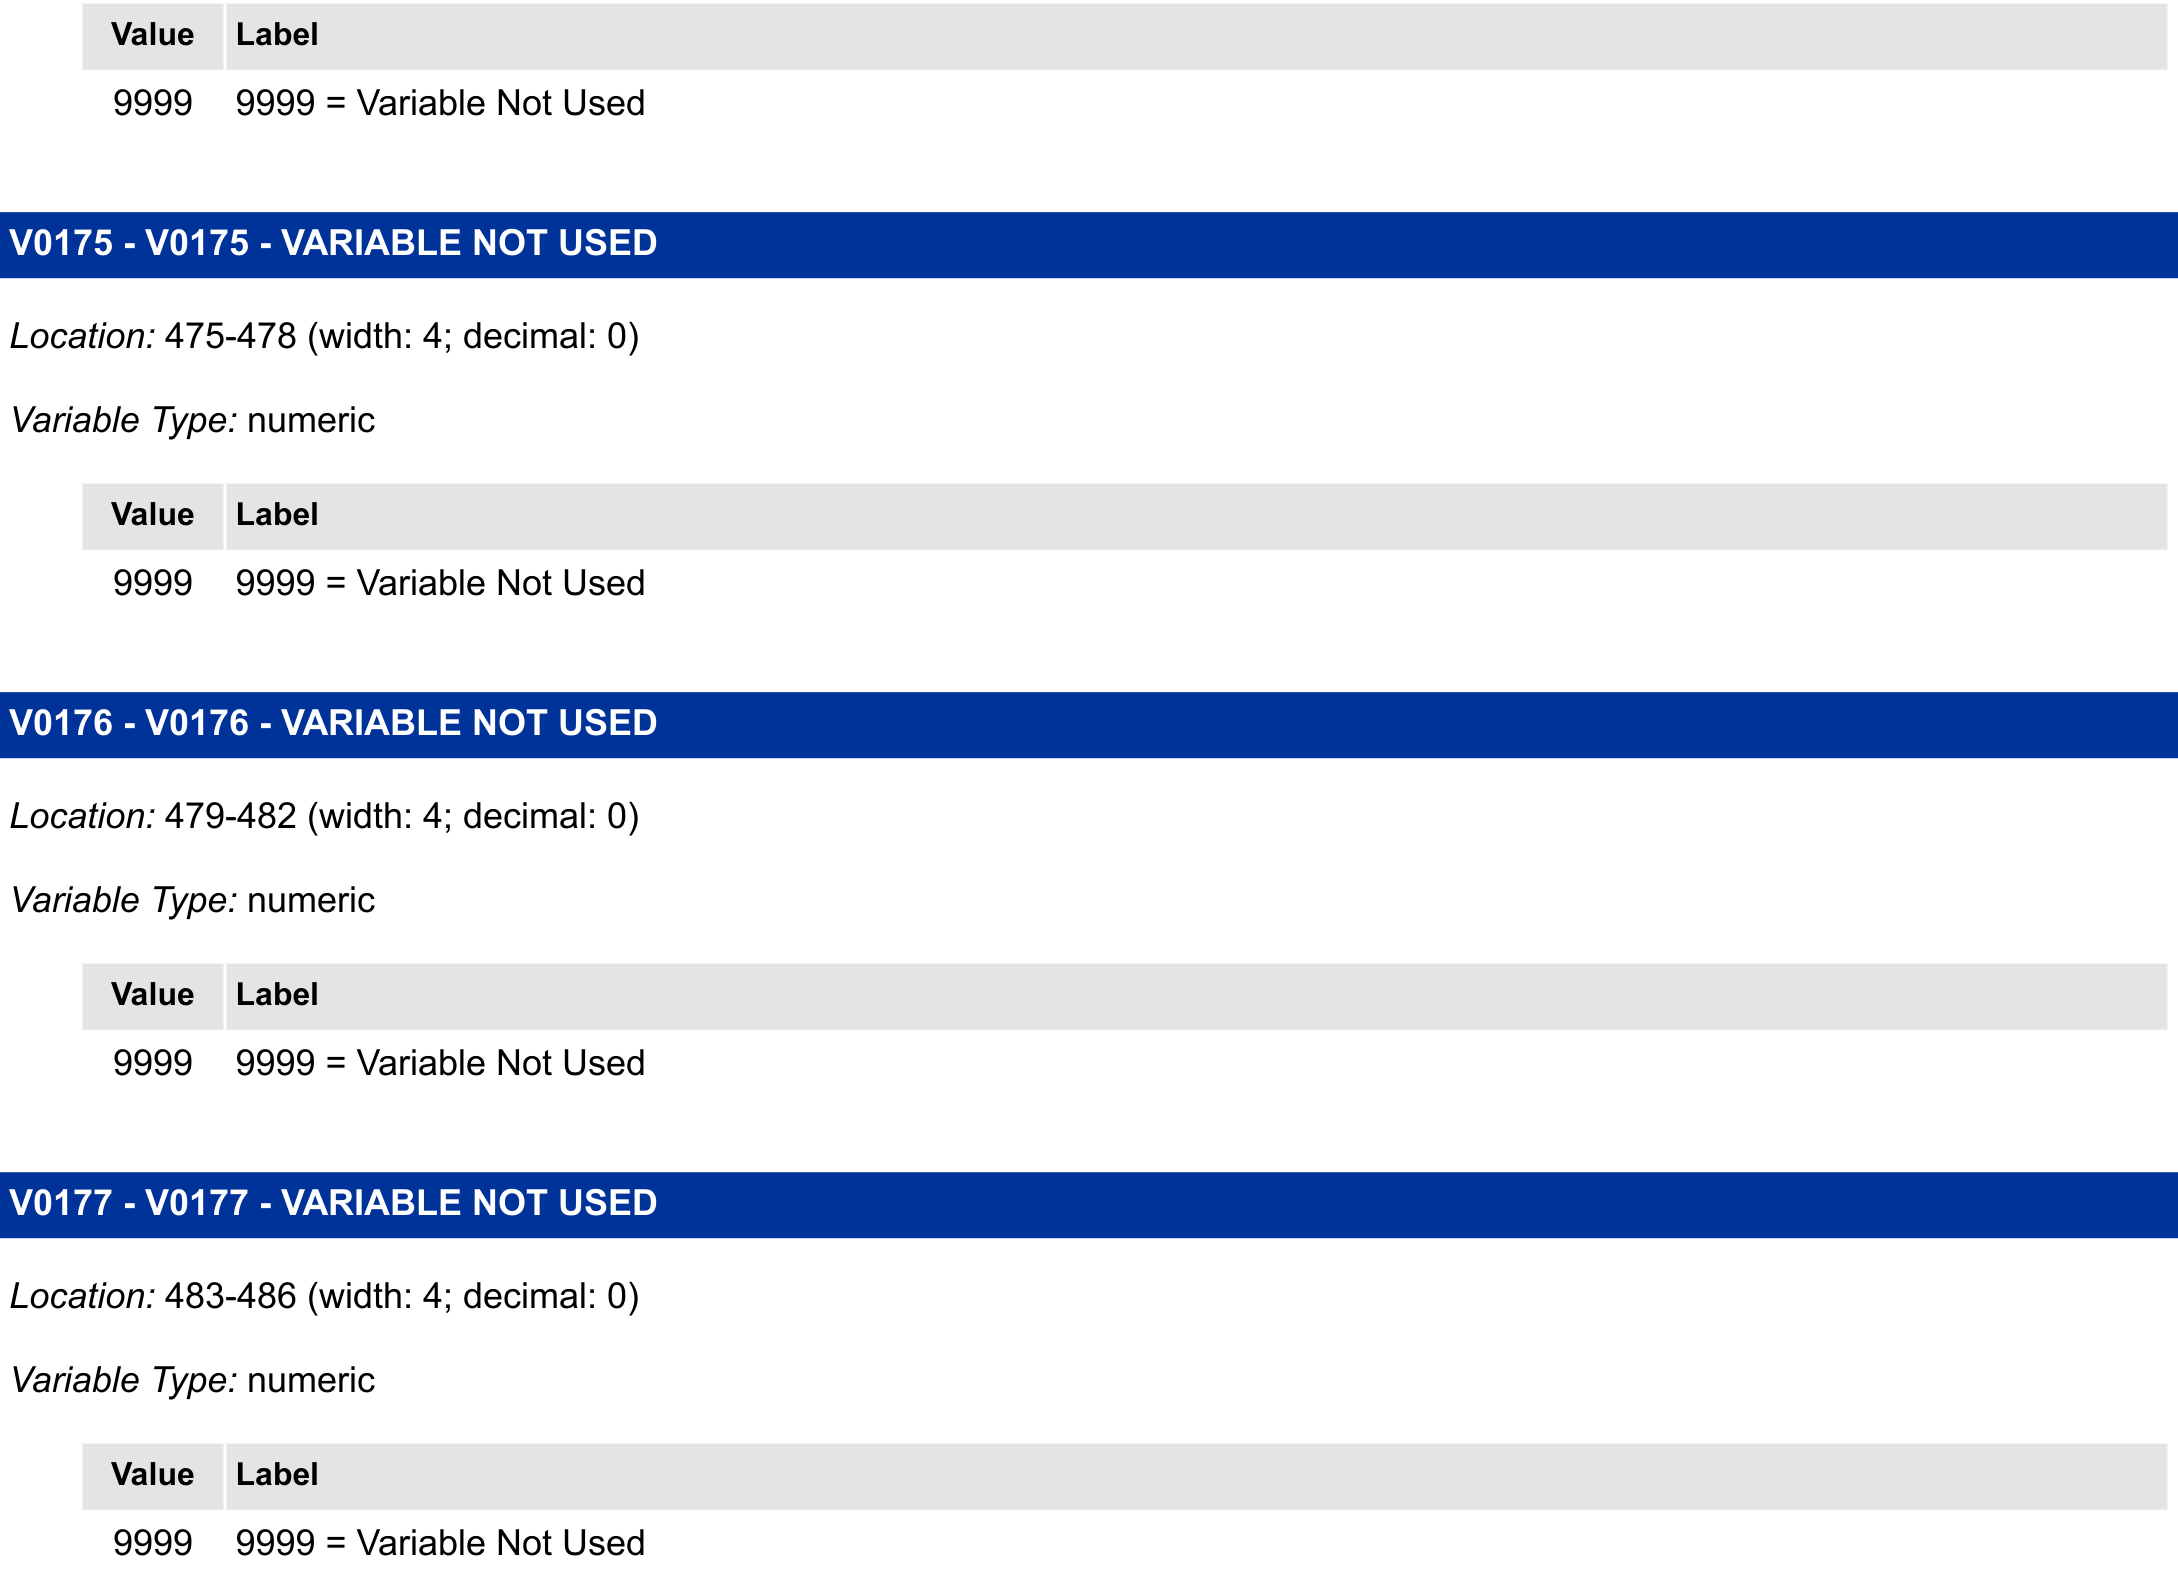 Value Label
9999 9999 = Variable Not Used
V0175 - V0175 - VARIABLE NOT USED
Location: 475-478 (width: 4; decimal: 0)
Variable Type: numeric
Value Label
9999 9999 = Variable Not Used
V0176 - V0176 - VARIABLE NOT USED
Location: 479-482 (width: 4; decimal: 0)
Variable Type: numeric
Value Label
9999 9999 = Variable Not Used
V0177 - V0177 - VARIABLE NOT USED
Location: 483-486 (width: 4; decimal: 0)
Variable Type: numeric
Value Label
9999 9999 = Variable Not Used